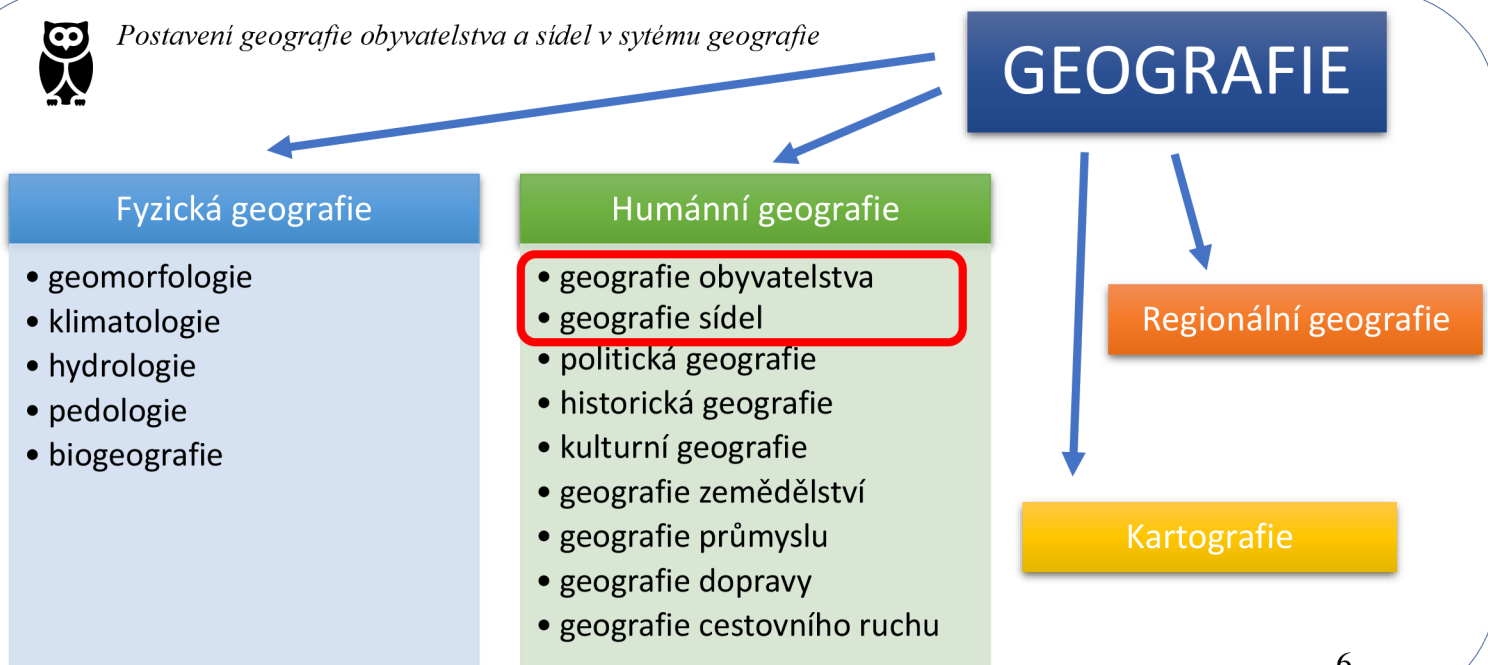 Postavení geografie obyvatelstva a sídel v sytému geografie
GEOGRAFIE
Fyzická geografie
• geomorfologie
• klimatologie
• hydrologie
• pedologie
• biogeografie
Humánní geografie
• geografie obyvatelstva
• geografie sídel
• politická geografie
• historická geografie
• kulturní geografie
• geografie zemědělství
• geografie průmyslu
• geografie dopravy
• geografie cestovního ruchu
Regionální geografie
Kartografie
6